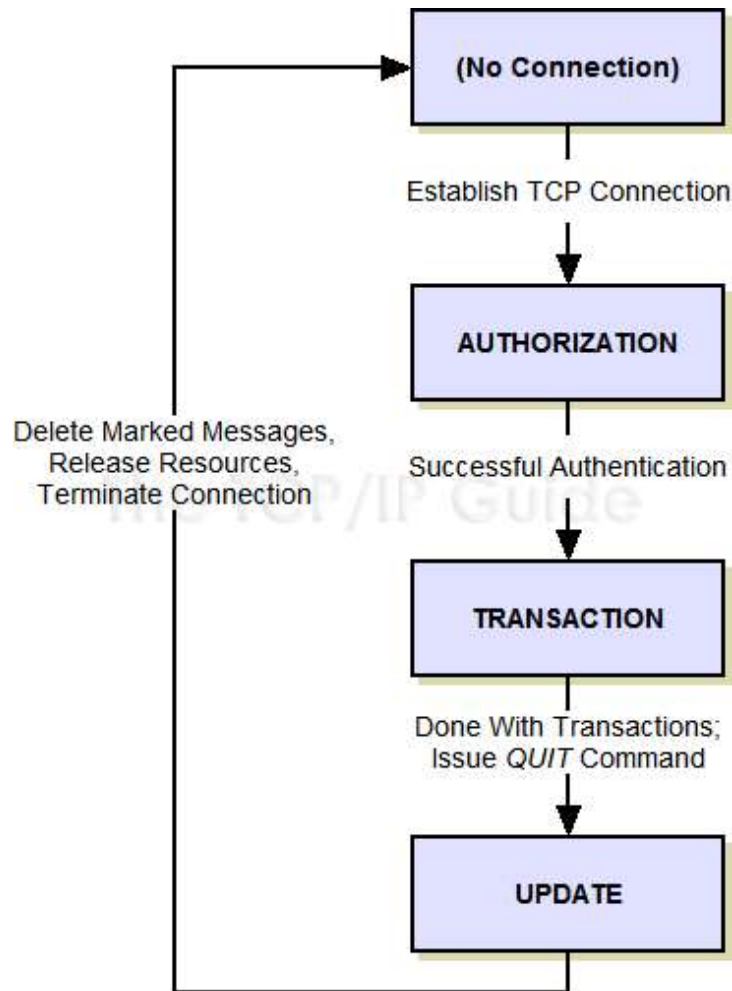 (No Connection)
Establish TCP Connection
AUTHORIZATION
Successful Authentication
Delete Marked Messages,
Release Resources,
Terminate Connection
The TCP/IP Guide
TRANSACTION
Done With Transactions;
Issue QUIT Command
UPDATE